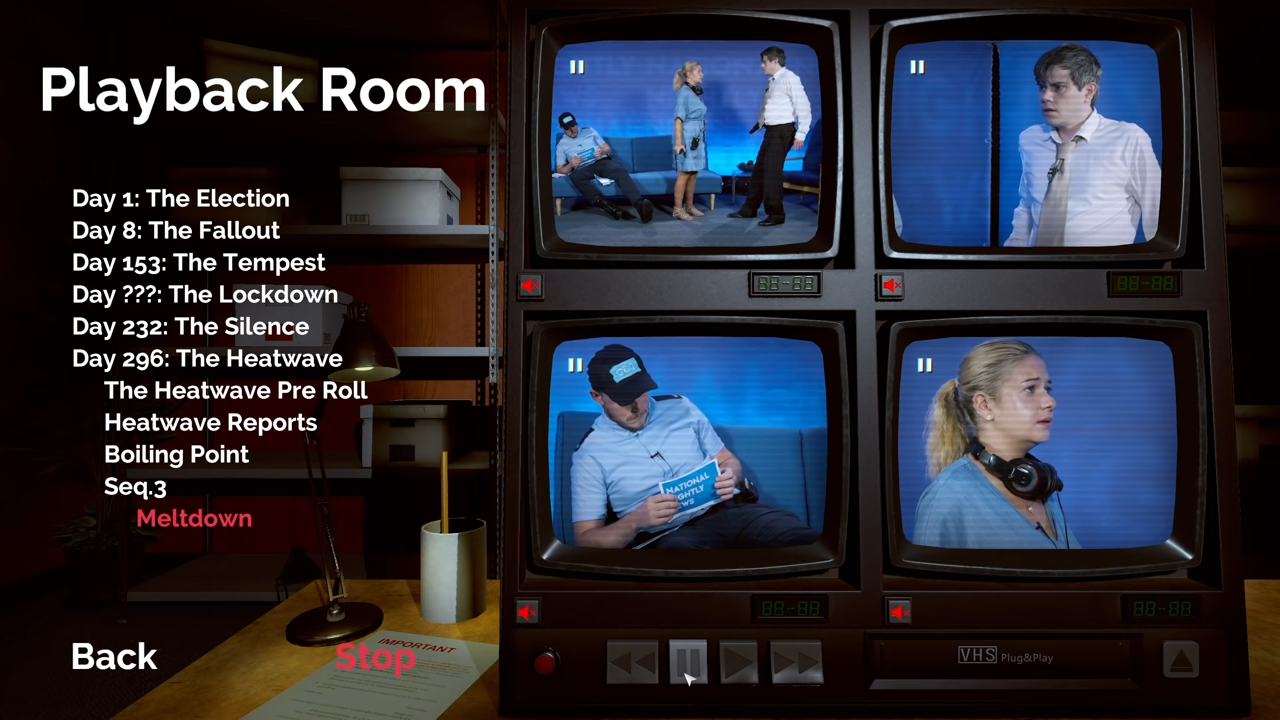 Playback Room
Day 1: The Election
Day 8: The Fallout
Day 153: The Tempest
Day ???: The Lockdown
Day 232: The Silence
Day 296: The Heatwave
The Heatwave Pre Roll
Heatwave Reports
Boiling Point
Seq.3
Meltdown
Back
Stop
IMPORTANT
NATIONAL
NIGHTLY
NEWS
VHS Plug&Play